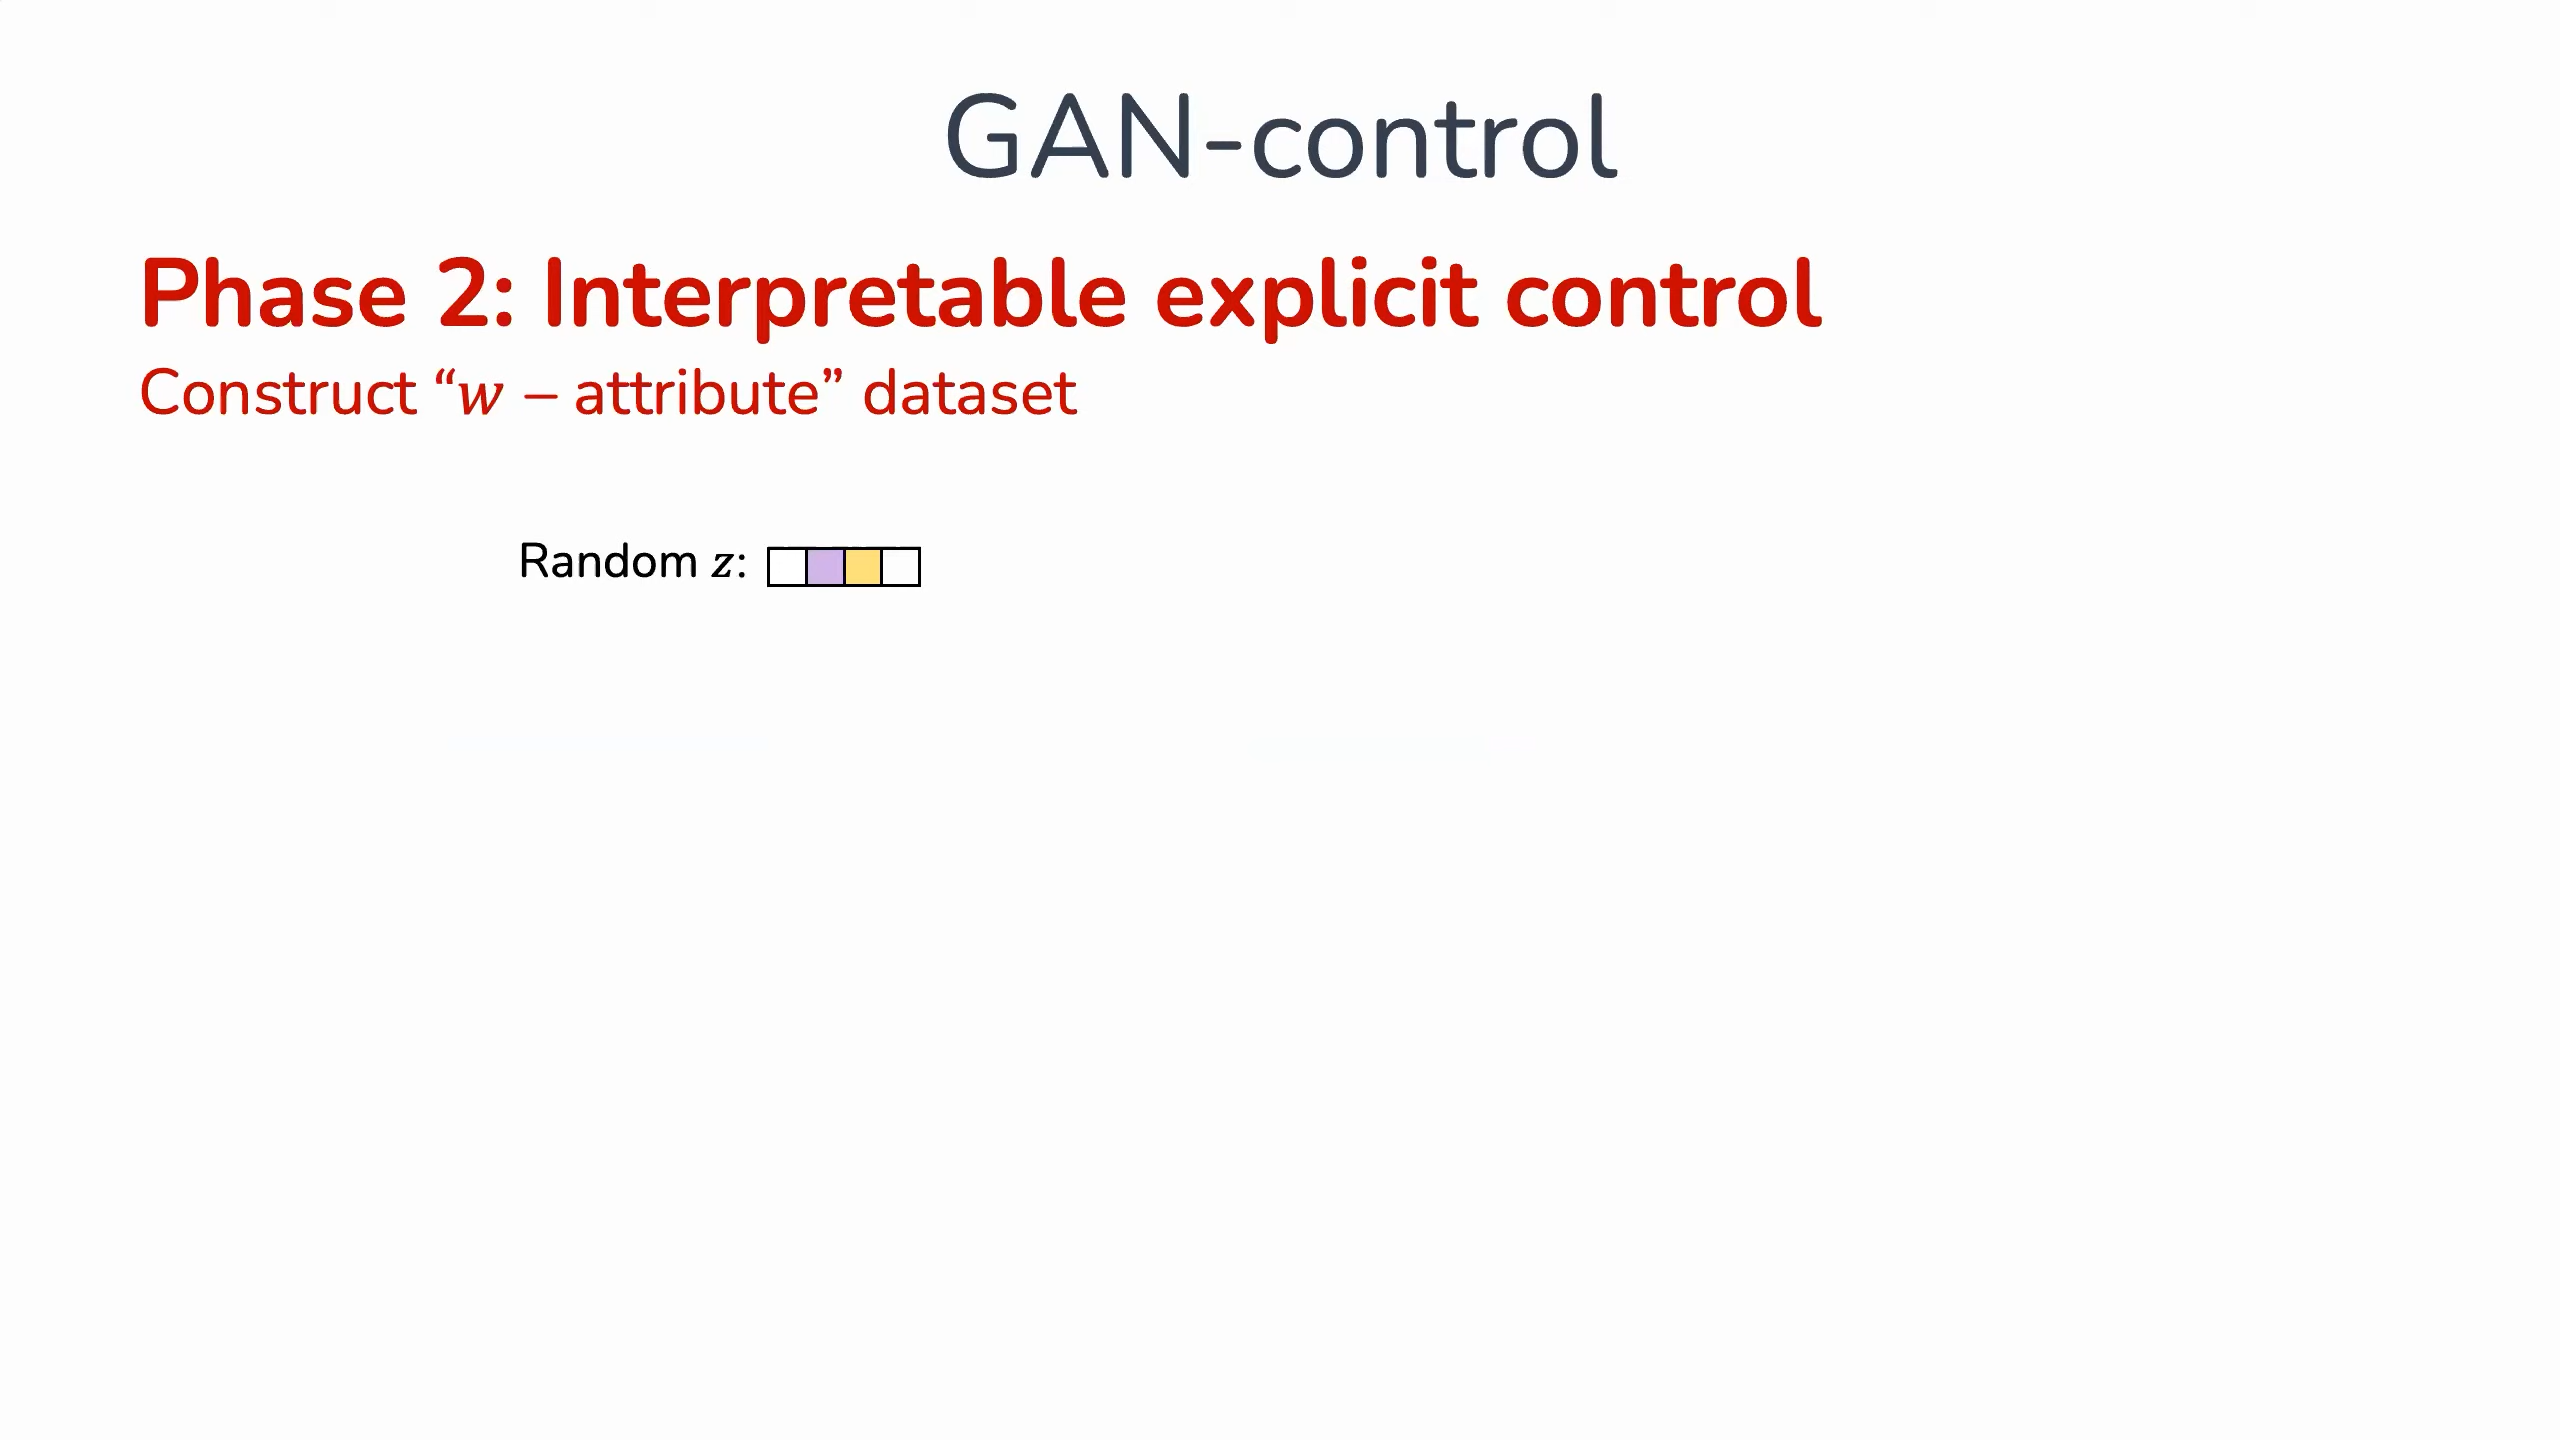 GAN-control
Phase 2: Interpretable explicit control
Construct “w – attribute” dataset
Random z: